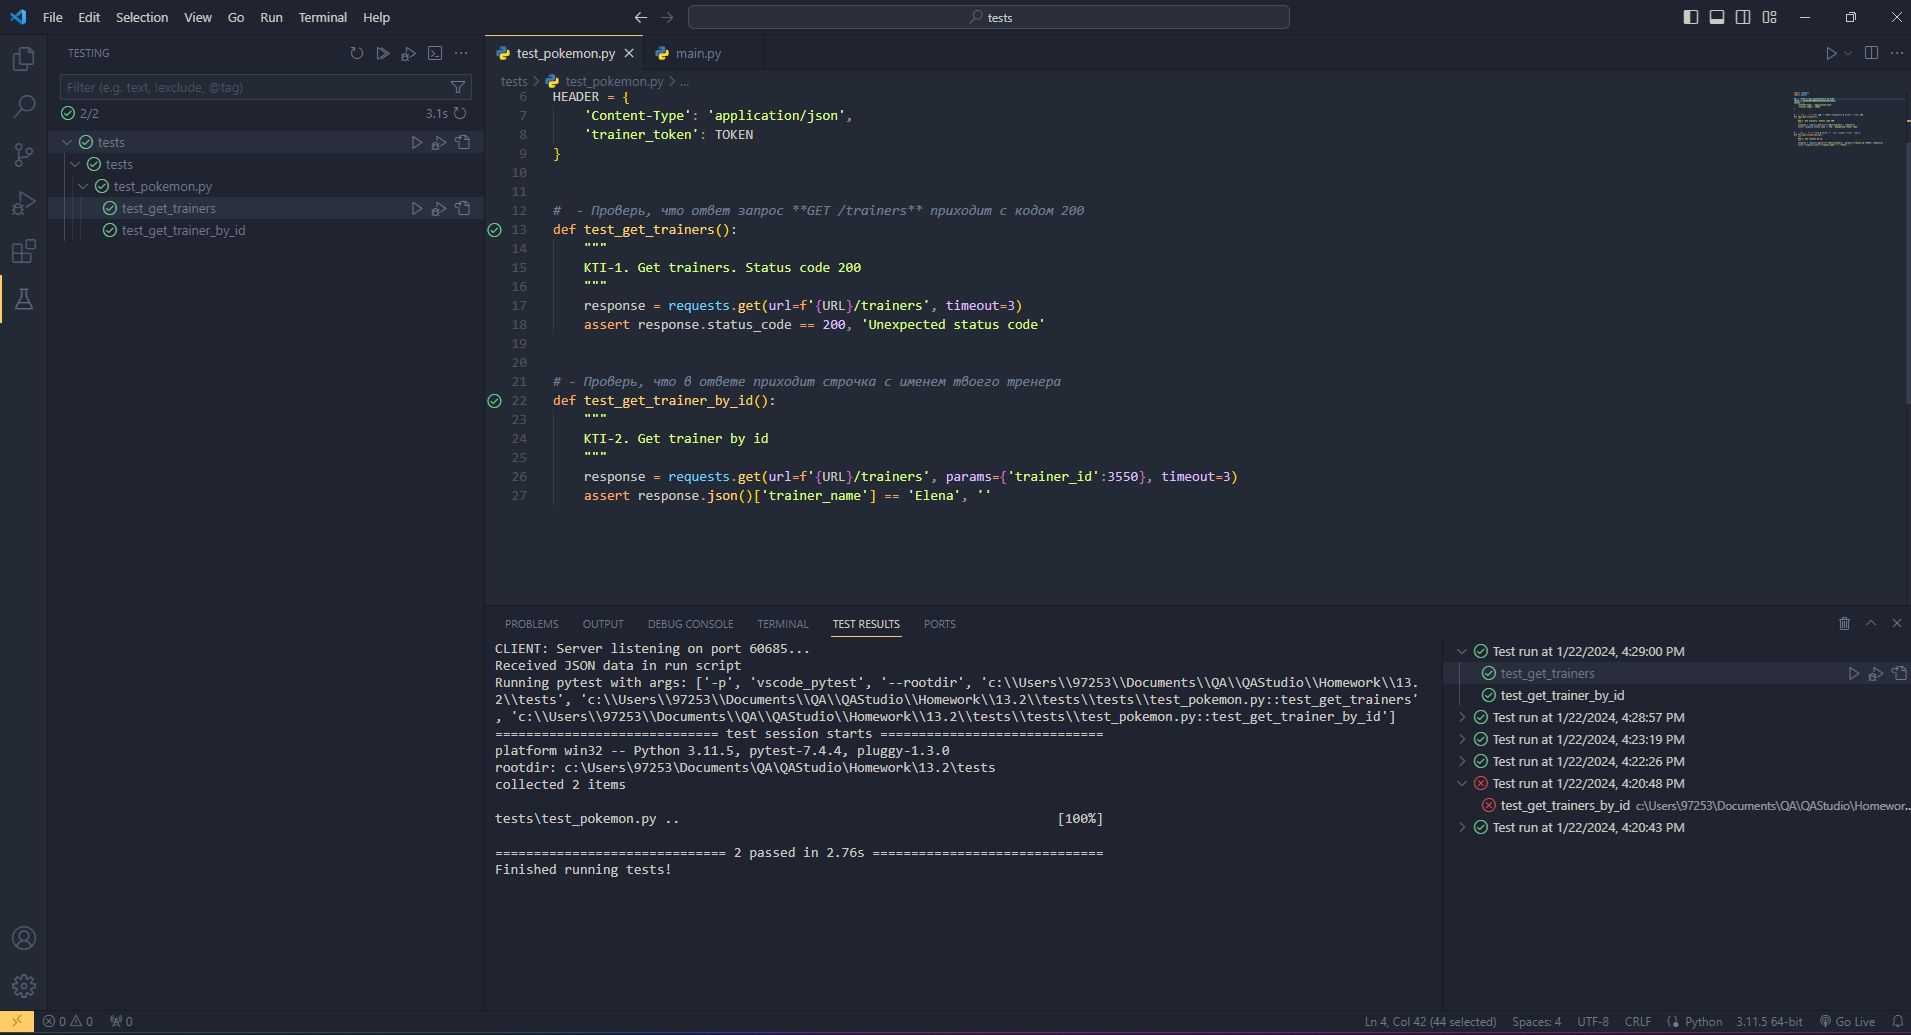 File Edit Selection View Go Run Terminal Help
tests
TESTING
Filter (e.g. text, !exclude, @tag)
2/2
3.1s
tests
tests
test_pokemon.py
test_get_trainers
test_get_trainer_by_id
test_pokemon.py
main.py
tests > test_pokemon.py > ...
6 HEADER = {
7 'Content-Type': 'application/json',
8 'trainer_token': TOKEN
9 }
10
11
12 #  - Проверь, что ответ запрос **GET /trainers** приходит с кодом 200
13 def test_get_trainers():
14 """
15 KTI-1. Get trainers. Status code 200
16 """
17 response = requests.get(url=f'{URL}/trainers', timeout=3)
18 assert response.status_code == 200, 'Unexpected status code'
19
20
21 # - Проверь, что в ответе приходит строчка с именем твоего тренера
22 def test_get_trainer_by_id():
23 """
24 KTI-2. Get trainer by id
25 """
26 response = requests.get(url=f'{URL}/trainers', params={'trainer_id':3550}, timeout=3)
27 assert response.json()['trainer_name'] == 'Elena', ''
PROBLEMS OUTPUT DEBUG CONSOLE TERMINAL TEST RESULTS PORTS
CLIENT: Server listening on port 60685...
Received JSON data in run script
Running pytest with args: ['-p', 'vscode_pytest', '--rootdir', 'c:\\Users\\97253\\Documents\\QA\\QAStudio\\Homework\\13.
2\\tests', 'c:\\Users\\97253\\Documents\\QA\\QAStudio\\Homework\\13.2\\tests\\tests\\test_pokemon.py::test_get_trainers'
, 'c:\\Users\\97253\\Documents\\QA\\QAStudio\\Homework\\13.2\\tests\\tests\\test_pokemon.py::test_get_trainer_by_id']
============================= test session starts =============================
platform win32 -- Python 3.11.5, pytest-7.4.4, pluggy-1.3.0
rootdir: c:\Users\97253\Documents\QA\QAStudio\Homework\13.2\tests
collected 2 items
tests\test_pokemon.py .. [100%]
============================== 2 passed in 2.76s ==============================
Finished running tests!
Test run at 1/22/2024, 4:29:00 PM
test_get_trainers
test_get_trainer_by_id
Test run at 1/22/2024, 4:28:57 PM
Test run at 1/22/2024, 4:23:19 PM
Test run at 1/22/2024, 4:22:26 PM
Test run at 1/22/2024, 4:20:48 PM
test_get_trainers_by_id c:\Users\97253\Documents\QA\QAStudio\Homewor...
Test run at 1/22/2024, 4:20:43 PM
0 0 0
Ln 4, Col 42 (44 selected) Spaces: 4 UTF-8 CRLF Python 3.11.5 64-bit Go Live